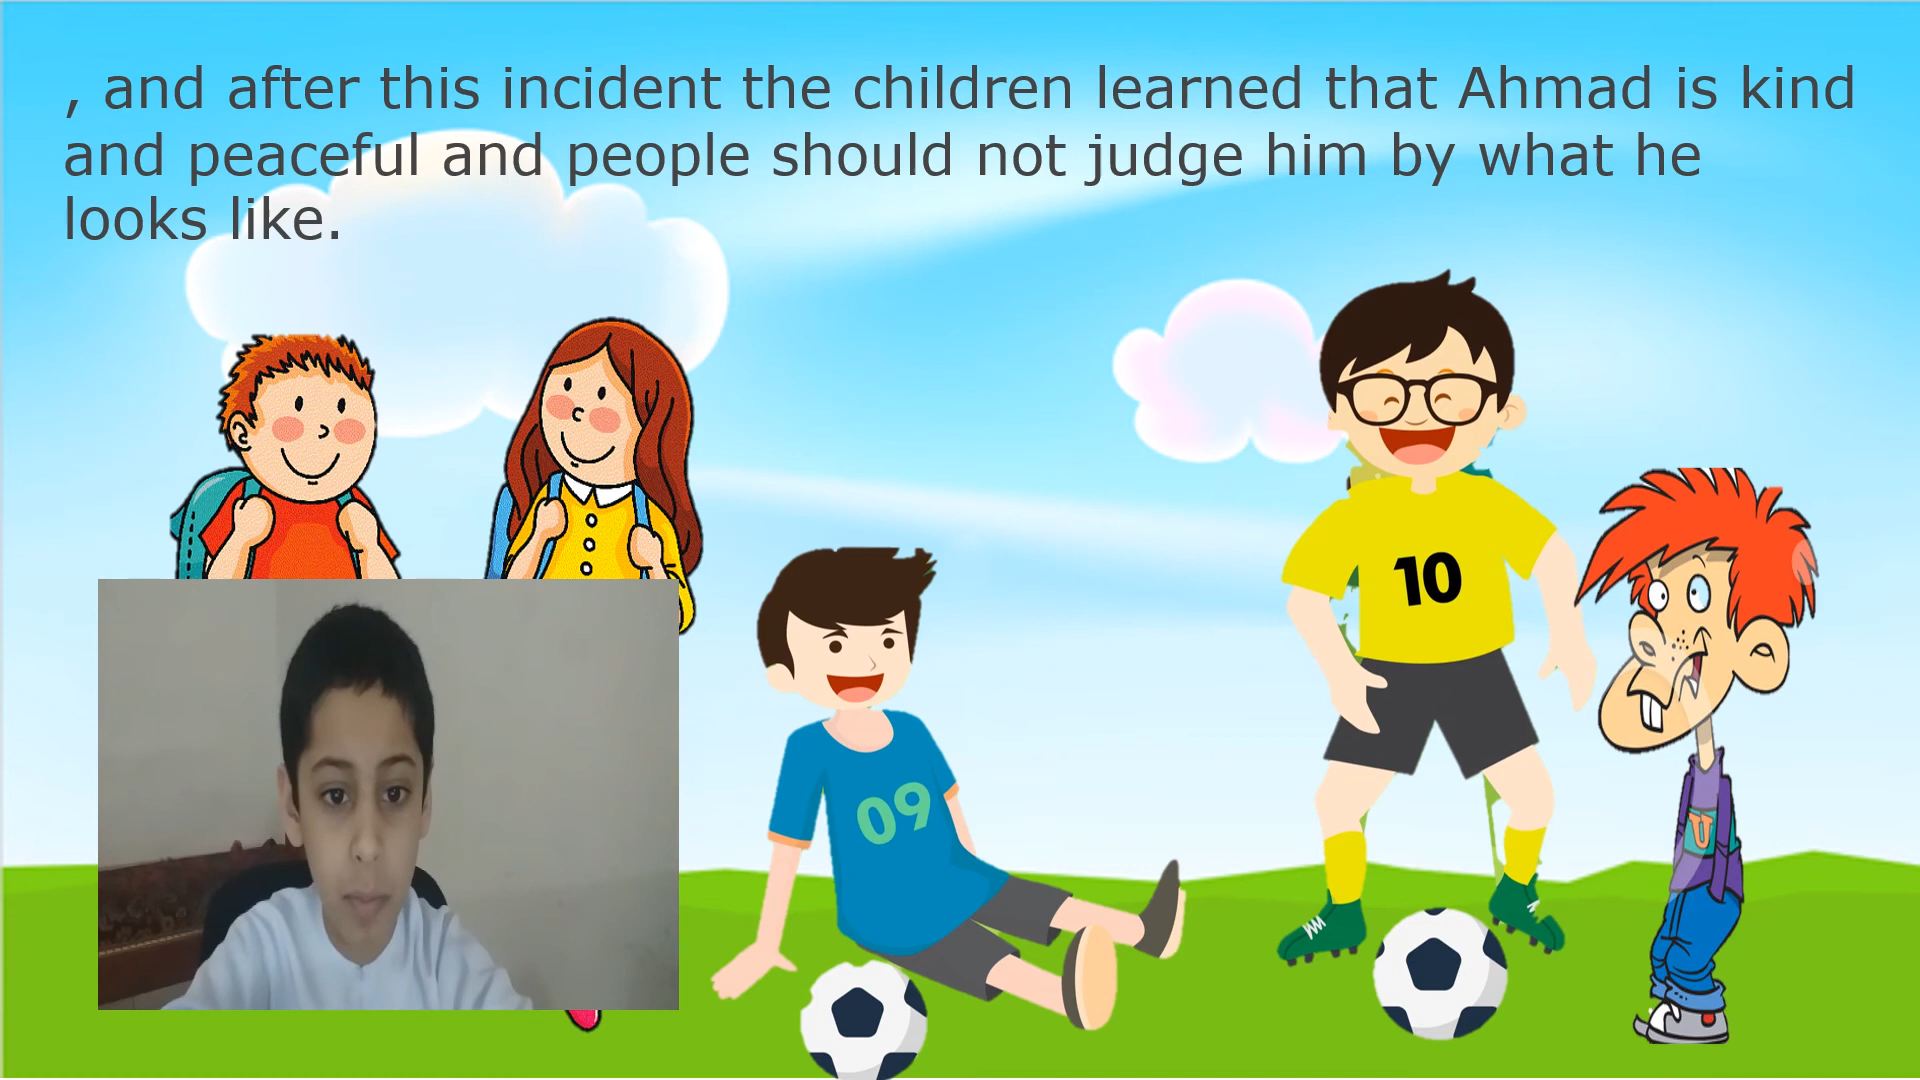 , and after this incident the children learned that Ahmad is kind
and peaceful and people should not judge him by what he
looks like.
10
09
U